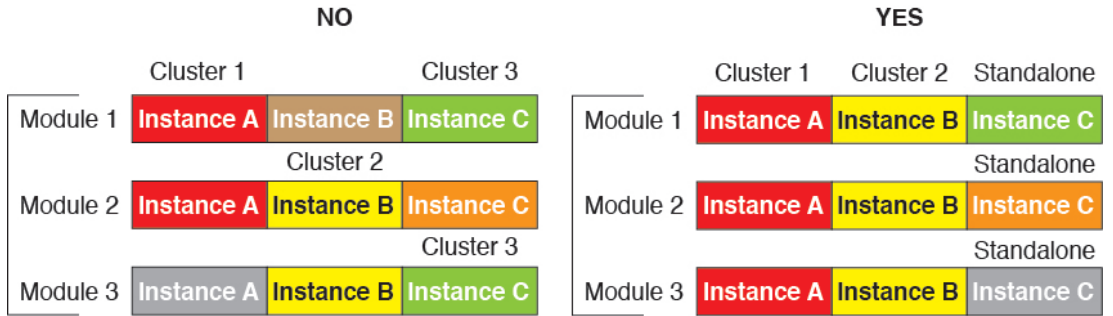 NO
Cluster 1 Cluster 3
Module 1 Instance A Instance B Instance C
Cluster 2
Module 2 Instance A Instance B Instance C
Cluster 3
Module 3 Instance A Instance B Instance C
YES
Cluster 1 Cluster 2 Standalone
Module 1 Instance A Instance B Instance C
Standalone
Module 2 Instance A Instance B Instance C
Standalone
Module 3 Instance A Instance B Instance C